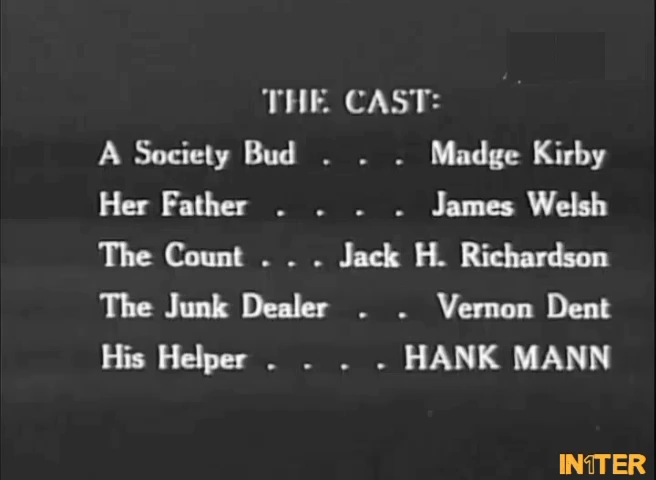 THE CAST:
A Society Bud . . . Madge Kirby
Her Father . . . . James Welsh
The Count . . . Jack H. Richardson
The Junk Dealer . . Vernon Dent
His Helper . . . . HANK MANN
IN1TER